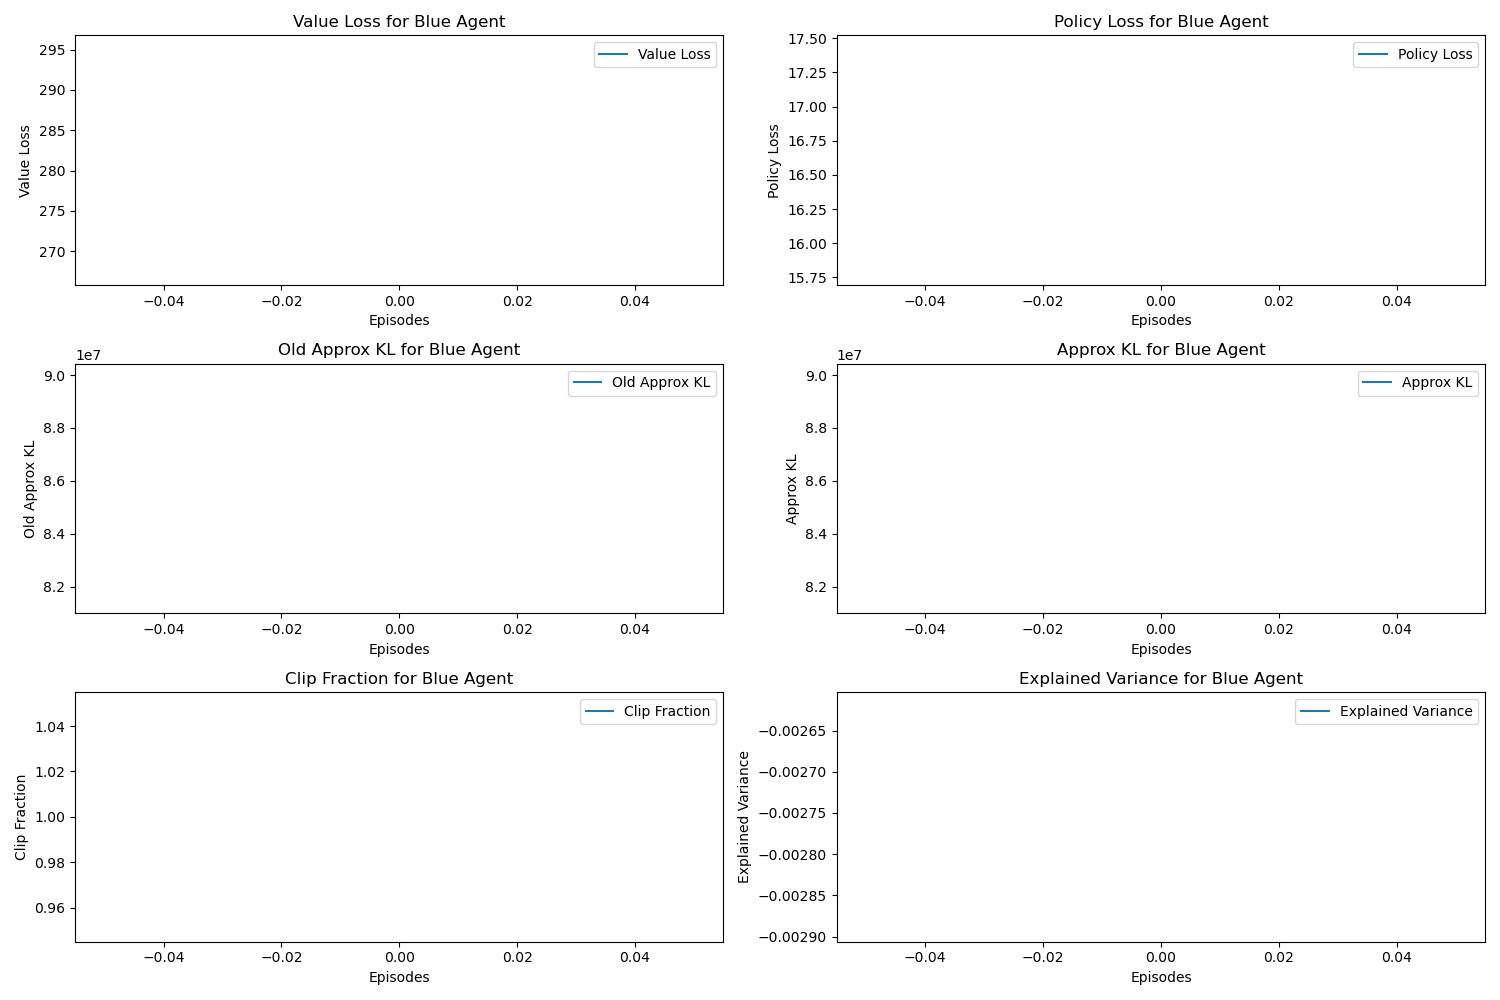 Value Loss for Blue Agent
Value Loss
295
290
285
280
275
270
Value Loss
−0.04
−0.02
0.00
0.02
0.04
Episodes
Policy Loss for Blue Agent
Policy Loss
17.50
17.25
17.00
16.75
16.50
16.25
16.00
15.75
Policy Loss
−0.04
−0.02
0.00
0.02
0.04
Episodes
Old Approx KL for Blue Agent
1e7
Old Approx KL
9.0
8.8
8.6
8.4
8.2
Old Approx KL
−0.04
−0.02
0.00
0.02
0.04
Episodes
Approx KL for Blue Agent
1e7
Approx KL
9.0
8.8
8.6
8.4
8.2
Approx KL
−0.04
−0.02
0.00
0.02
0.04
Episodes
Clip Fraction for Blue Agent
Clip Fraction
1.04
1.02
1.00
0.98
0.96
Clip Fraction
−0.04
−0.02
0.00
0.02
0.04
Episodes
Explained Variance for Blue Agent
Explained Variance
−0.00265
−0.00270
−0.00275
−0.00280
−0.00285
−0.00290
Explained Variance
−0.04
−0.02
0.00
0.02
0.04
Episodes